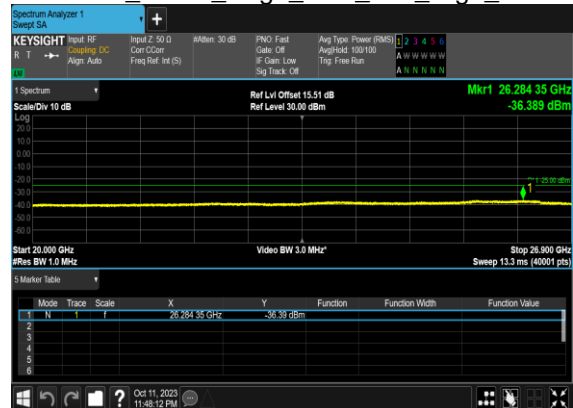 Spectrum Analyzer 1
Swept SA
+
KEYSIGHT Input: RF Input Z: 50 Ω #Atten: 30 dB PNO: Fast Avg Type: Power (RMS) 1 2 3 4 5 6
R T Coupling: DC Corr CCorr Gate: Off Avg|Hold: 100/100 A W W W W W
Align: Auto Freq Ref: Int (S) IF Gain: Low Trig: Free Run
Sig Track: Off A N N N N N
1 Spectrum Ref Lvl Offset 15.51 dB Mkr1 26.284 35 GHz
Scale/Div 10 dB Ref Level 30.00 dBm -36.389 dBm
Log
20.0
10.0
0.00
-10.0
-20.0
-25.00 dBm
-30.0 1
-40.0
-50.0
-60.0
Start 20.000 GHz Video BW 3.0 MHz* Stop 26.900 GHz
#Res BW 1.0 MHz Sweep 13.3 ms (40001 pts)
5 Marker Table
Mode Trace Scale X Y Function Function Width Function Value
1 N 1 f 26.284 35 GHz -36.39 dBm
2
3
4
5
6
? Oct 11, 2023
11:48:12 PM